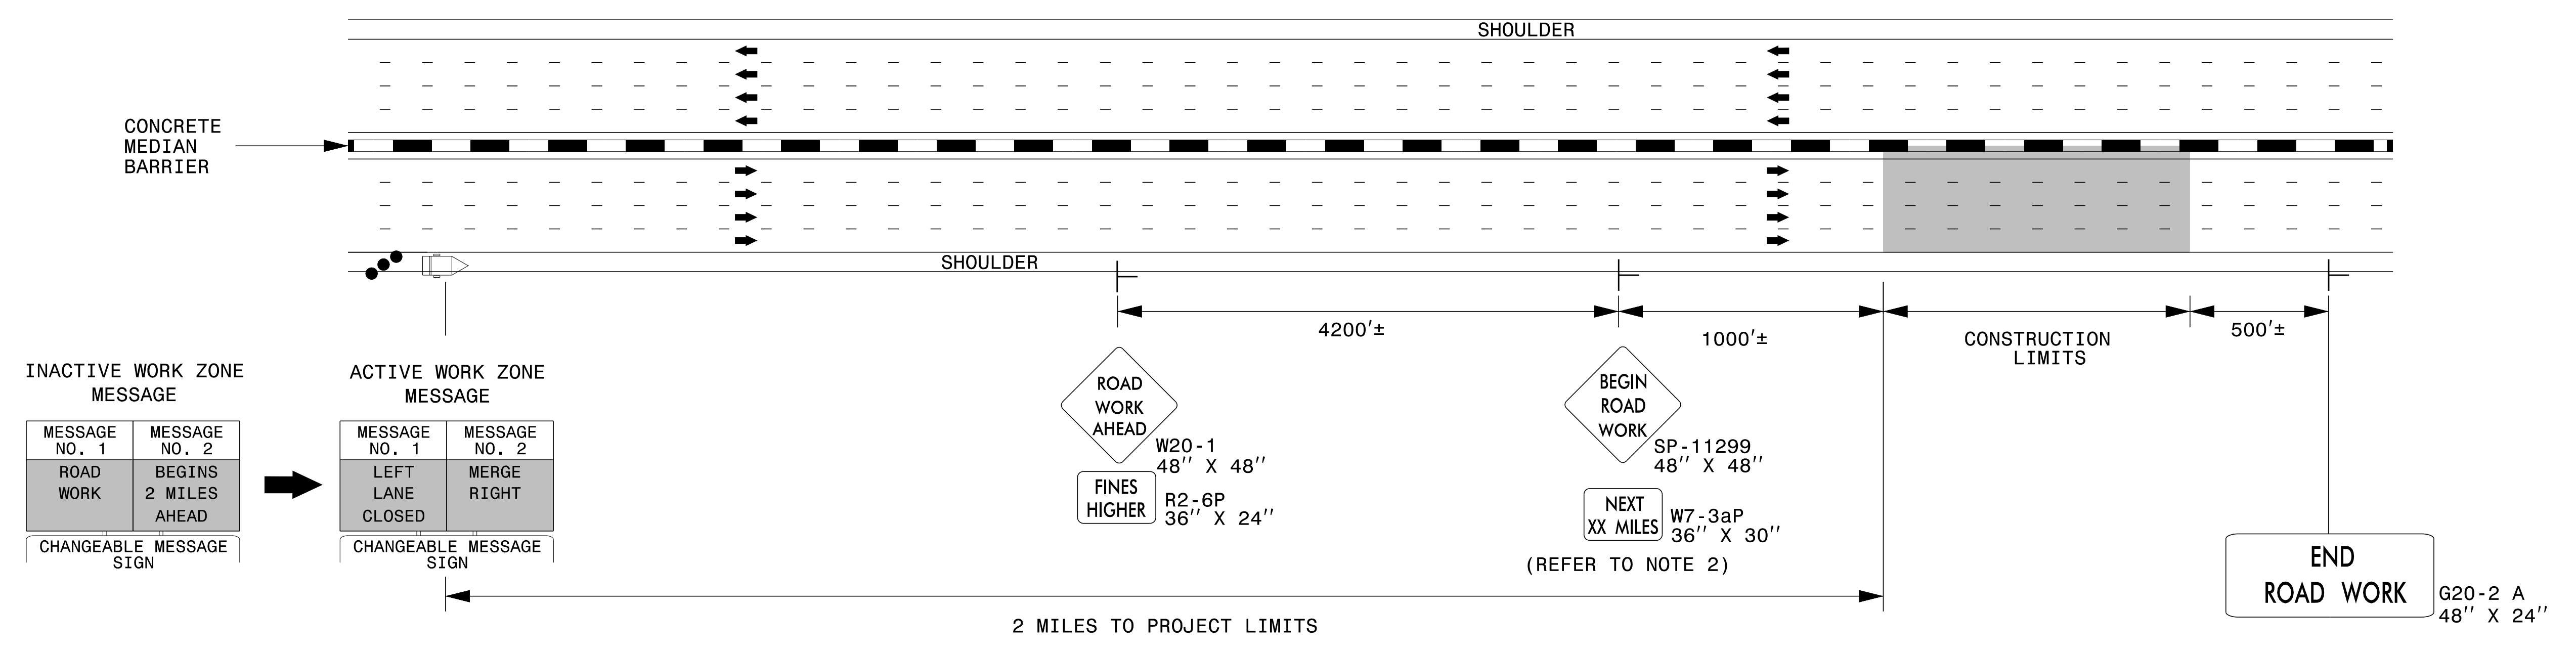 SHOULDER
CONCRETE
MEDIAN
BARRIER
SHOULDER
4200'±
1000'±
CONSTRUCTION
LIMITS
500'±
INACTIVE WORK ZONE
MESSAGE
MESSAGE
NO. 1
MESSAGE
NO. 2
ROAD
WORK
BEGINS
2 MILES
AHEAD
CHANGEABLE MESSAGE
SIGN
ACTIVE WORK ZONE
MESSAGE
MESSAGE
NO. 1
MESSAGE
NO. 2
LEFT
LANE
CLOSED
MERGE
RIGHT
CHANGEABLE MESSAGE
SIGN
ROAD
WORK
AHEAD
W20-1
48'' X 48''
FINES
HIGHER
R2-6P
36'' X 24''
BEGIN
ROAD
WORK
SP-11299
48'' X 48''
NEXT
XX MILES
W7-3aP
36'' X 30''
(REFER TO NOTE 2)
END
ROAD WORK
G20-2 A
48'' X 24''
2 MILES TO PROJECT LIMITS